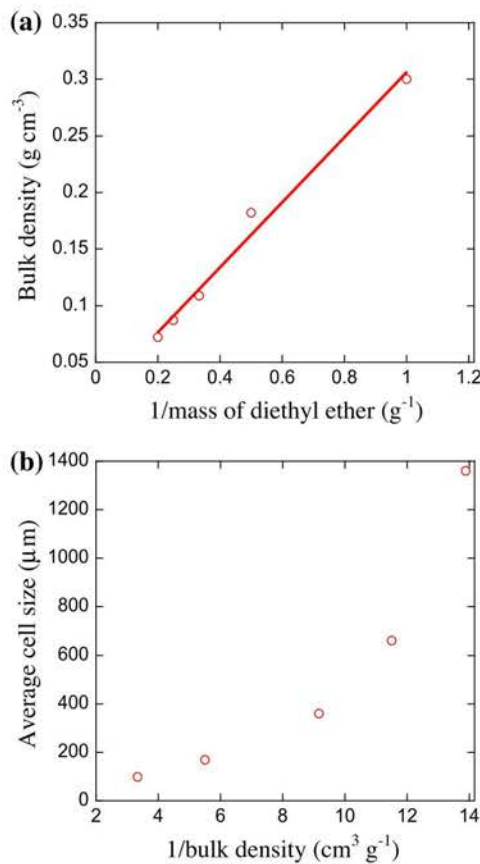 (a)
0.35
0.3
0.25
0.2
0.15
0.1
0.05
Bulk density (g cm⁻³)
0 0.2 0.4 0.6 0.8 1 1.2
1/mass of diethyl ether (g⁻¹)
(b)
1400
1200
1000
800
600
400
200
0
Average cell size (μm)
2 4 6 8 10 12 14
1/bulk density (cm³ g⁻¹)